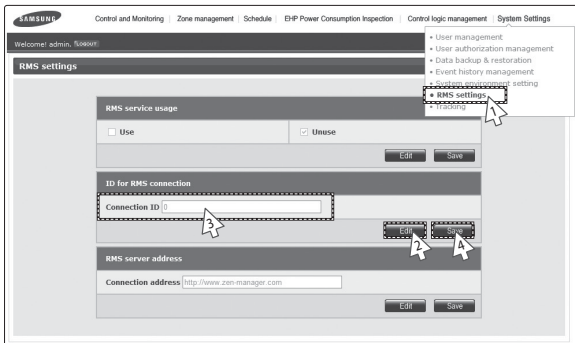 SAMSUNG
Control and Monitoring | Zone management | Schedule | EHP Power Consumption Inspection | Control logic management | System Settings
Welcome! admin. LOGOUT
• User management
• User authorization management
• Data backup & restoration
• Event history management
• System environment setting
• RMS settings
• Tracking
1
RMS settings
RMS service usage
Use
Unuse
Edit Save
ID for RMS connection
Connection ID 0
3
Edit Save
2 4
RMS server address
Connection address http://www.zen-manager.com
Edit Save